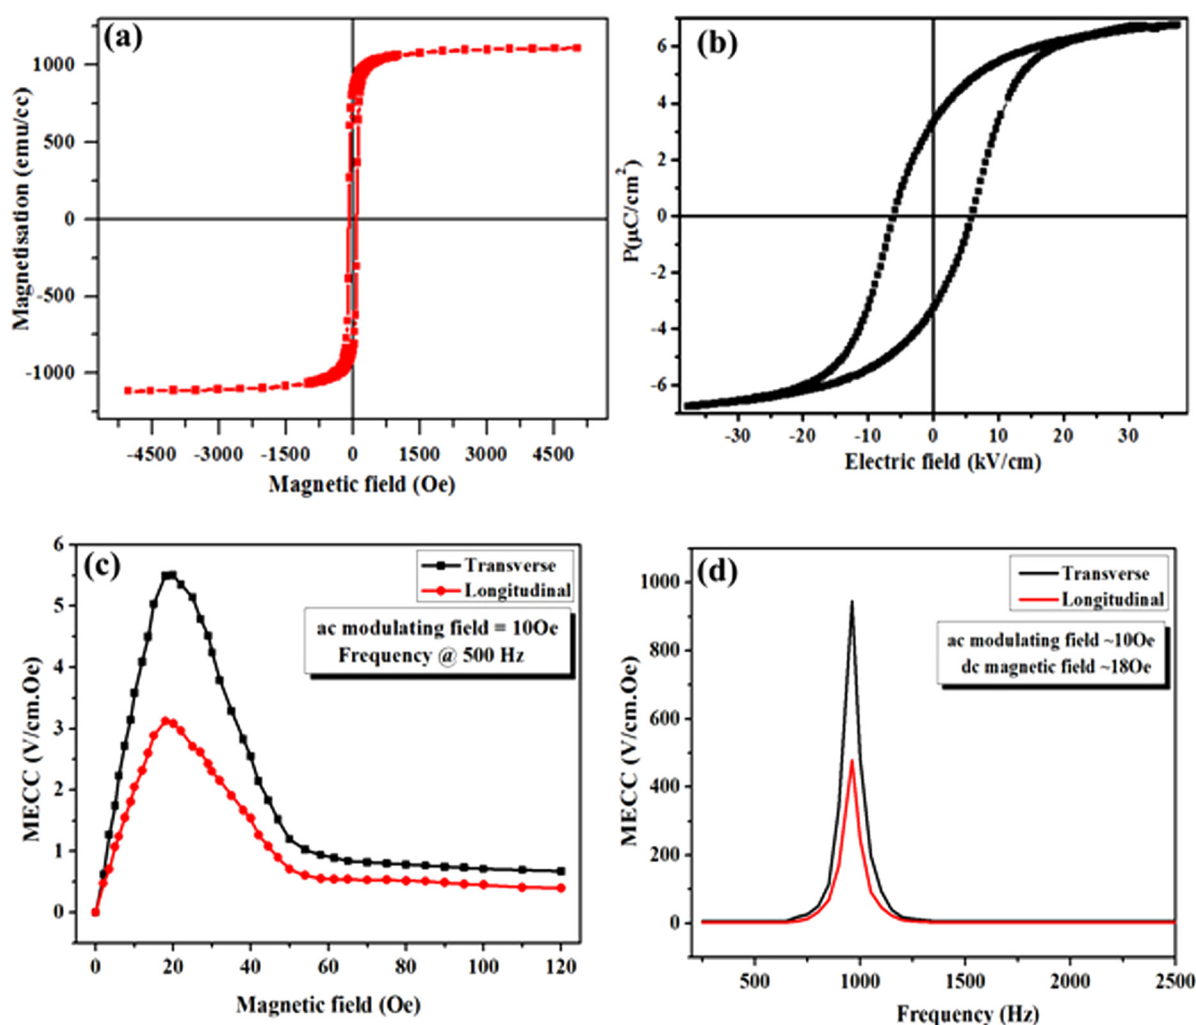 (a)
1000
500
0
-500
-1000
Magnetisation (emu/cc)
-4500 -3000 -1500 0 1500 3000 4500
Magnetic field (Oe)
(b)
6
4
2
0
-2
-4
-6
P(μC/cm²)
-30 -20 -10 0 10 20 30
Electric field (kV/cm)
(c)
Transverse
Longitudinal
ac modulating field = 10Oe
Frequency @ 500 Hz
6
5
4
3
2
1
0
MECC (V/cm.Oe)
0 20 40 60 80 100 120
Magnetic field (Oe)
(d)
Transverse
Longitudinal
ac modulating field ~10Oe
dc magnetic field ~18Oe
1000
800
600
400
200
0
MECC (V/cm.Oe)
500 1000 1500 2000 2500
Frequency (Hz)